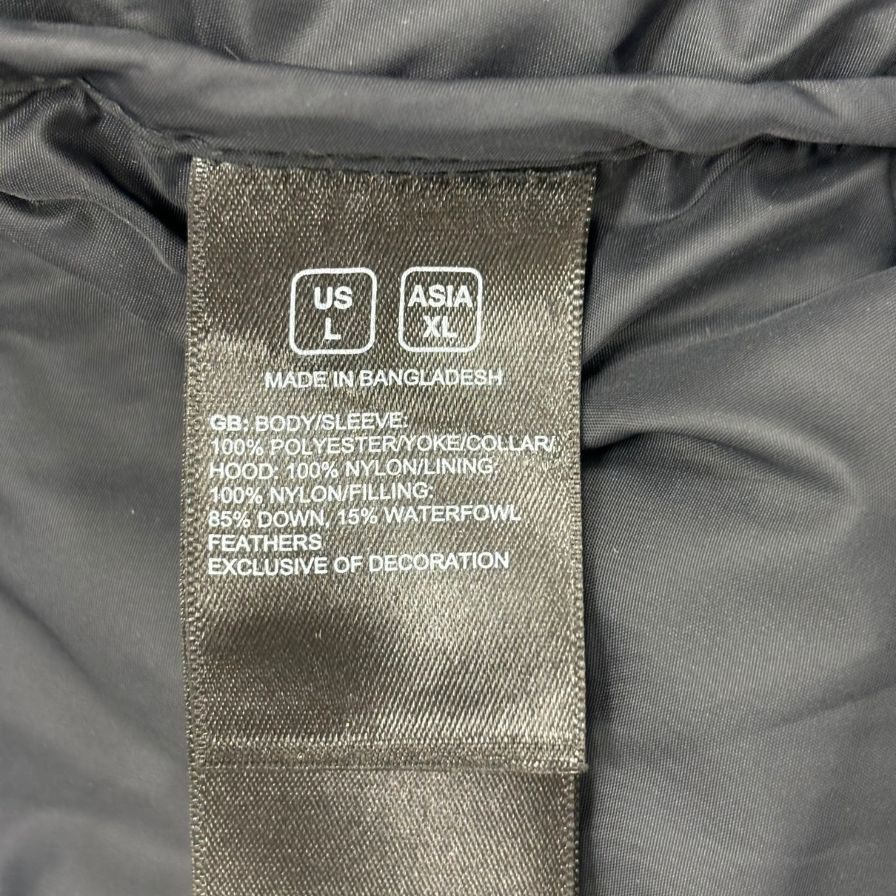 US ASIA
L XL
MADE IN BANGLADESH
GB: BODY/SLEEVE:
100% POLYESTER/YOKE/COLLAR/
HOOD: 100% NYLON/LINING:
100% NYLON/FILLING:
85% DOWN, 15% WATERFOWL
FEATHERS
EXCLUSIVE OF DECORATION